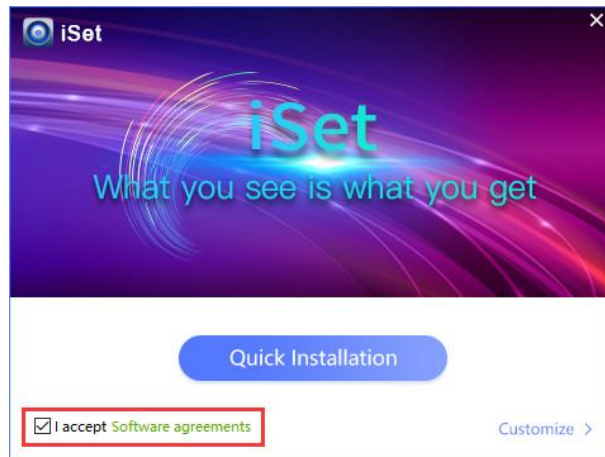 iSet
iSet
What you see is what you get
Quick Installation
I accept Software agreements
Customize >